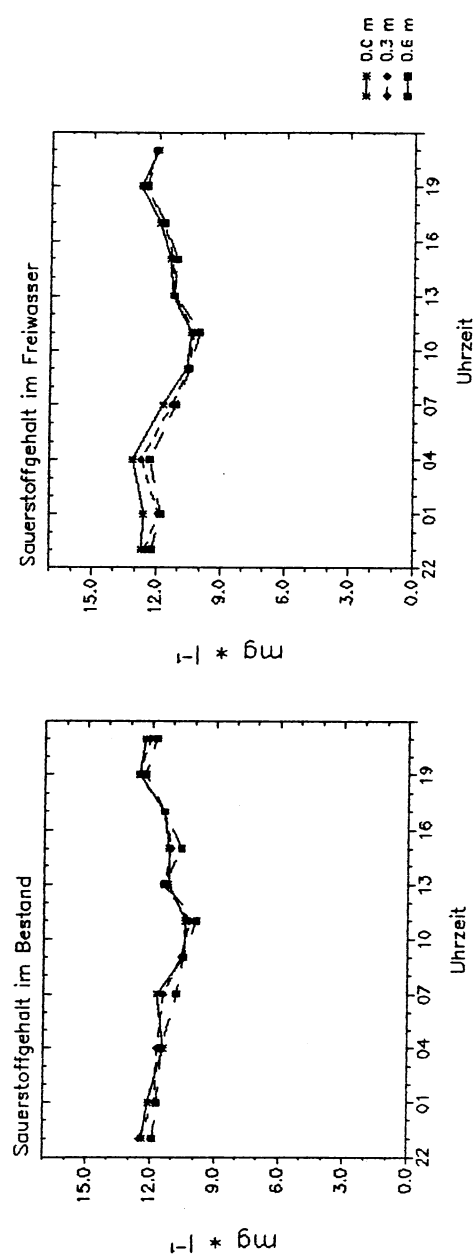 Sauerstoffgehalt im Bestand
mg * l⁻¹
15.0
12.0
9.0
6.0
3.0
0.0
22 01 04 07 10 13 16 19
Uhrzeit
Sauerstoffgehalt im Freiwasser
mg * l⁻¹
15.0
12.0
9.0
6.0
3.0
0.0
22 01 04 07 10 13 16 19
Uhrzeit
0.0 m
0.3 m
0.6 m